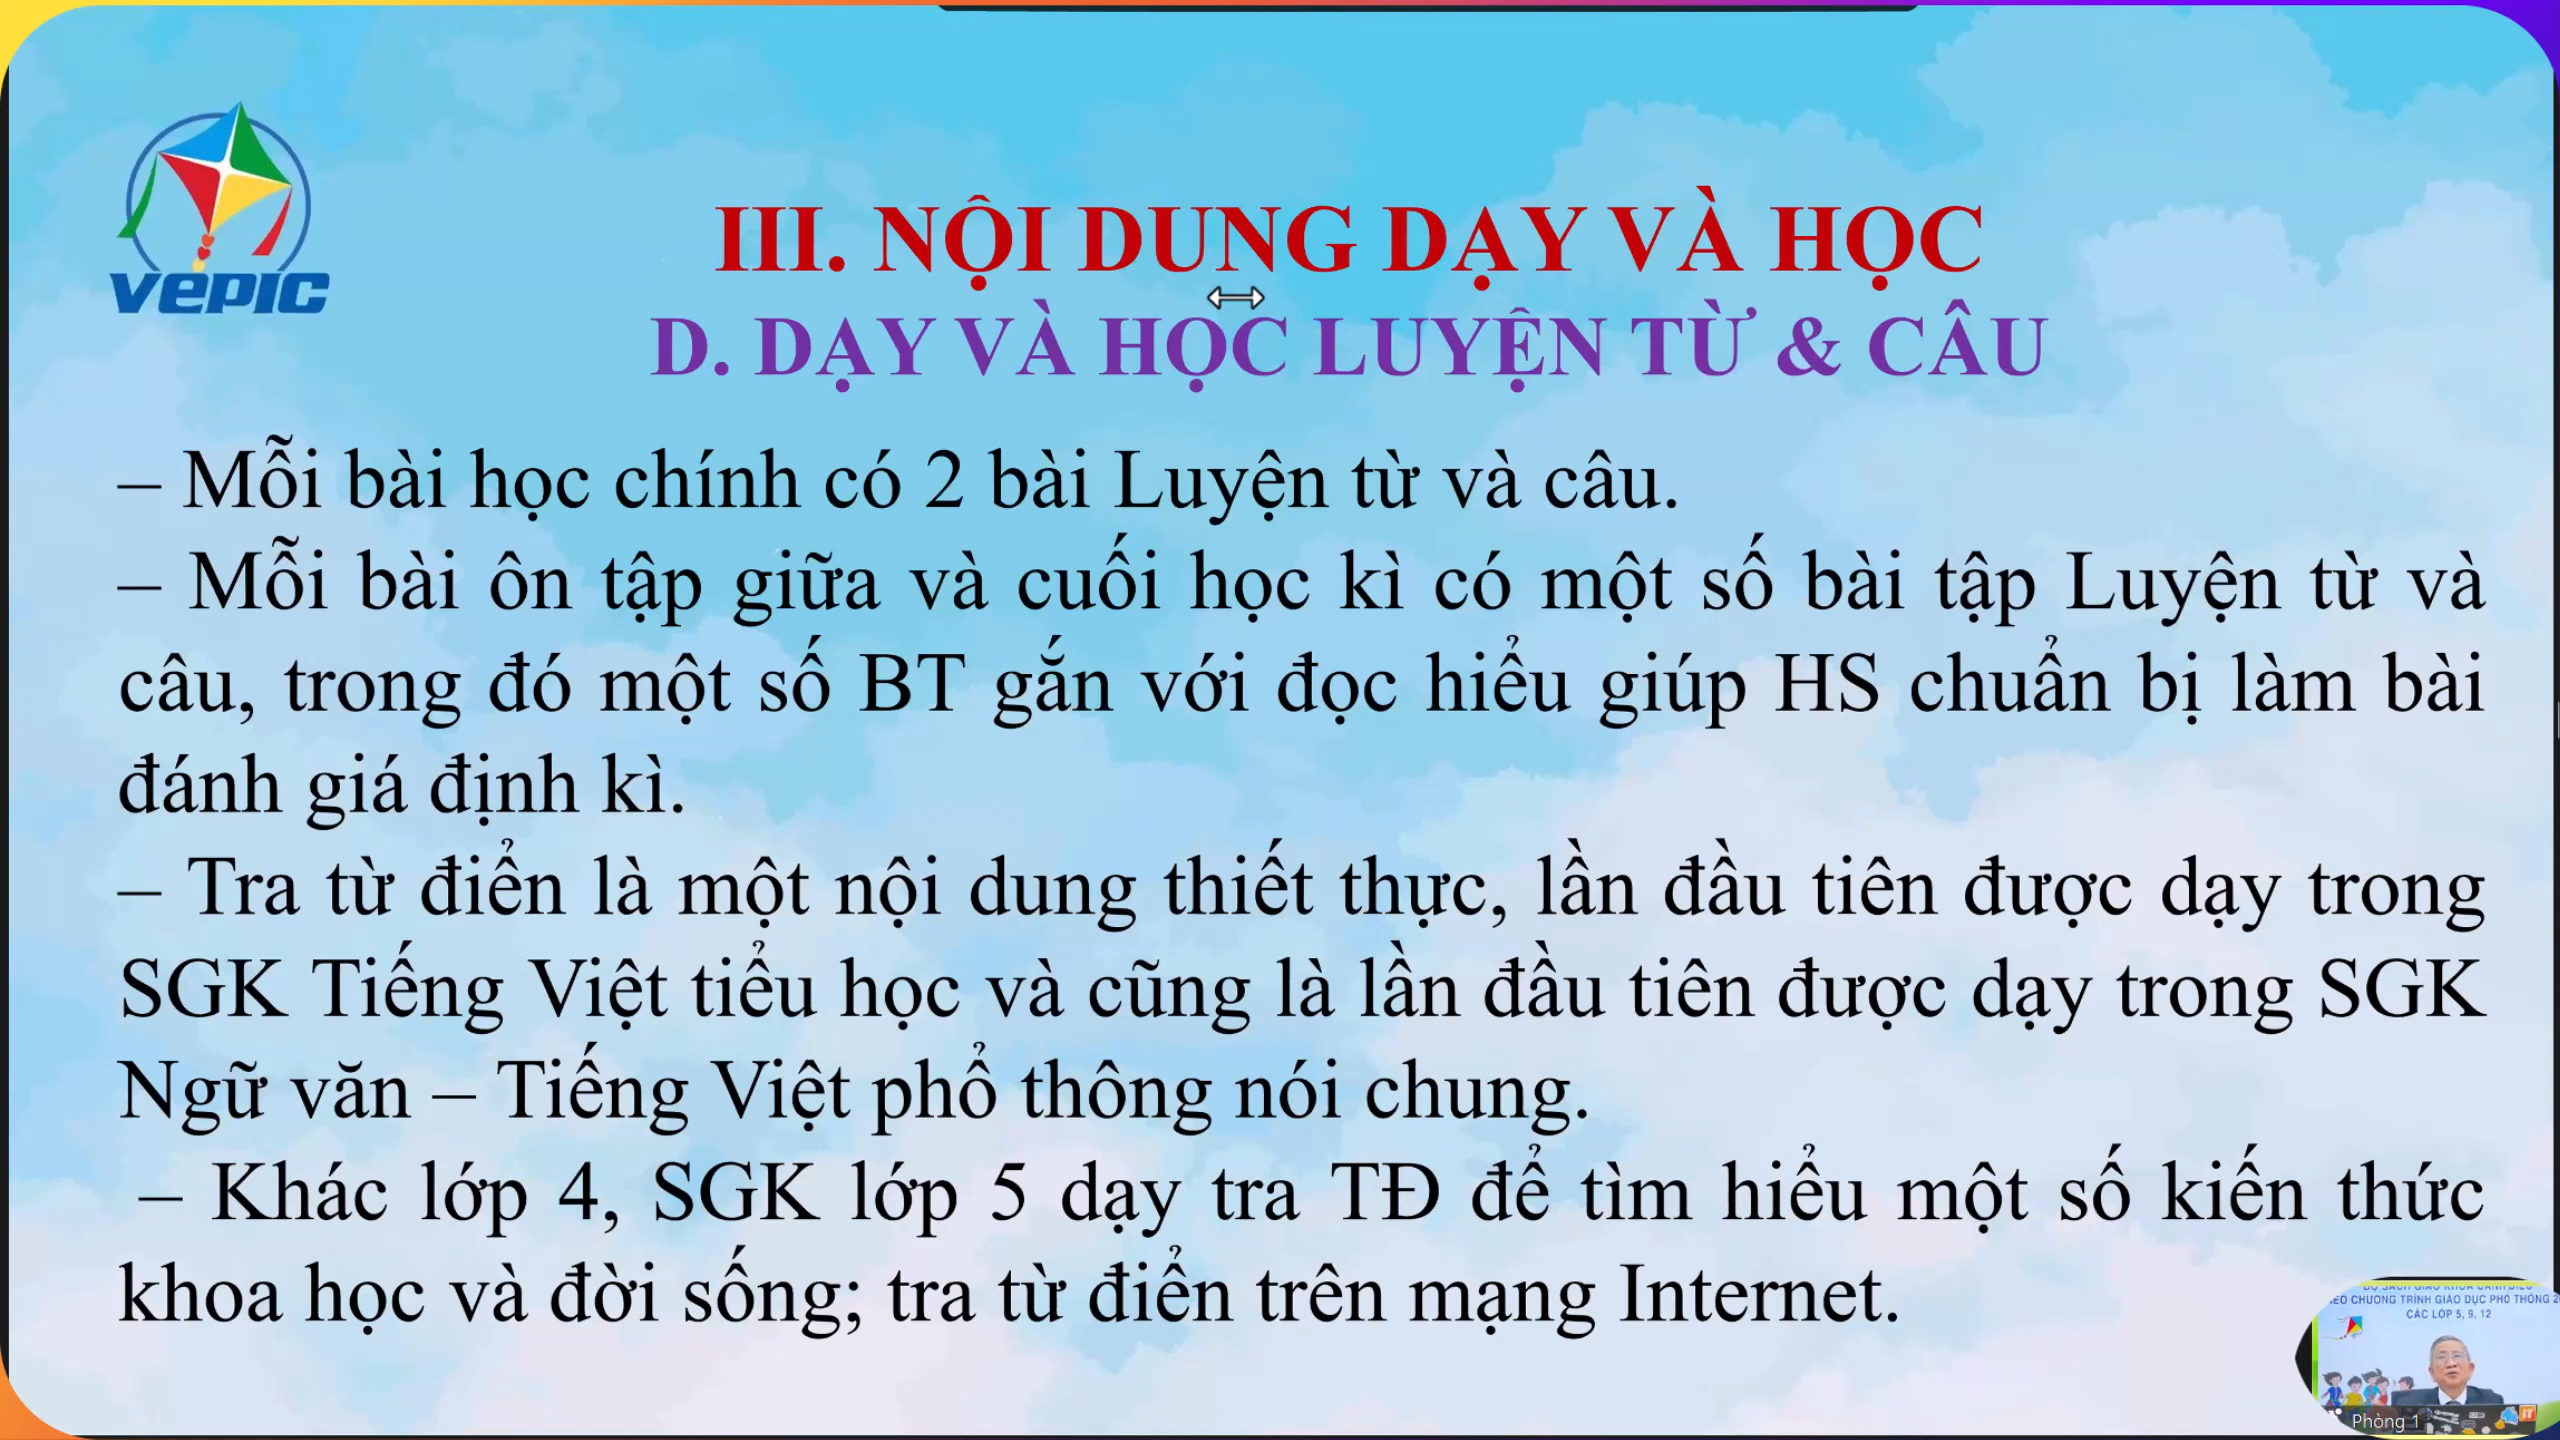 VEPIC
III. NỘI DUNG DẠY VÀ HỌC
D. DẠY VÀ HỌC LUYỆN TỪ & CÂU
– Mỗi bài học chính có 2 bài Luyện từ và câu.
– Mỗi bài ôn tập giữa và cuối học kì có một số bài tập Luyện từ và
câu, trong đó một số BT gắn với đọc hiểu giúp HS chuẩn bị làm bài
đánh giá định kì.
– Tra từ điển là một nội dung thiết thực, lần đầu tiên được dạy trong
SGK Tiếng Việt tiểu học và cũng là lần đầu tiên được dạy trong SGK
Ngữ văn – Tiếng Việt phổ thông nói chung.
– Khác lớp 4, SGK lớp 5 dạy tra TĐ để tìm hiểu một số kiến thức
khoa học và đời sống; tra từ điển trên mạng Internet.
CHƯƠNG TRÌNH GIÁO DỤC PHỔ THÔNG
CÁC LỚP 5, 9, 12
Phòng 1